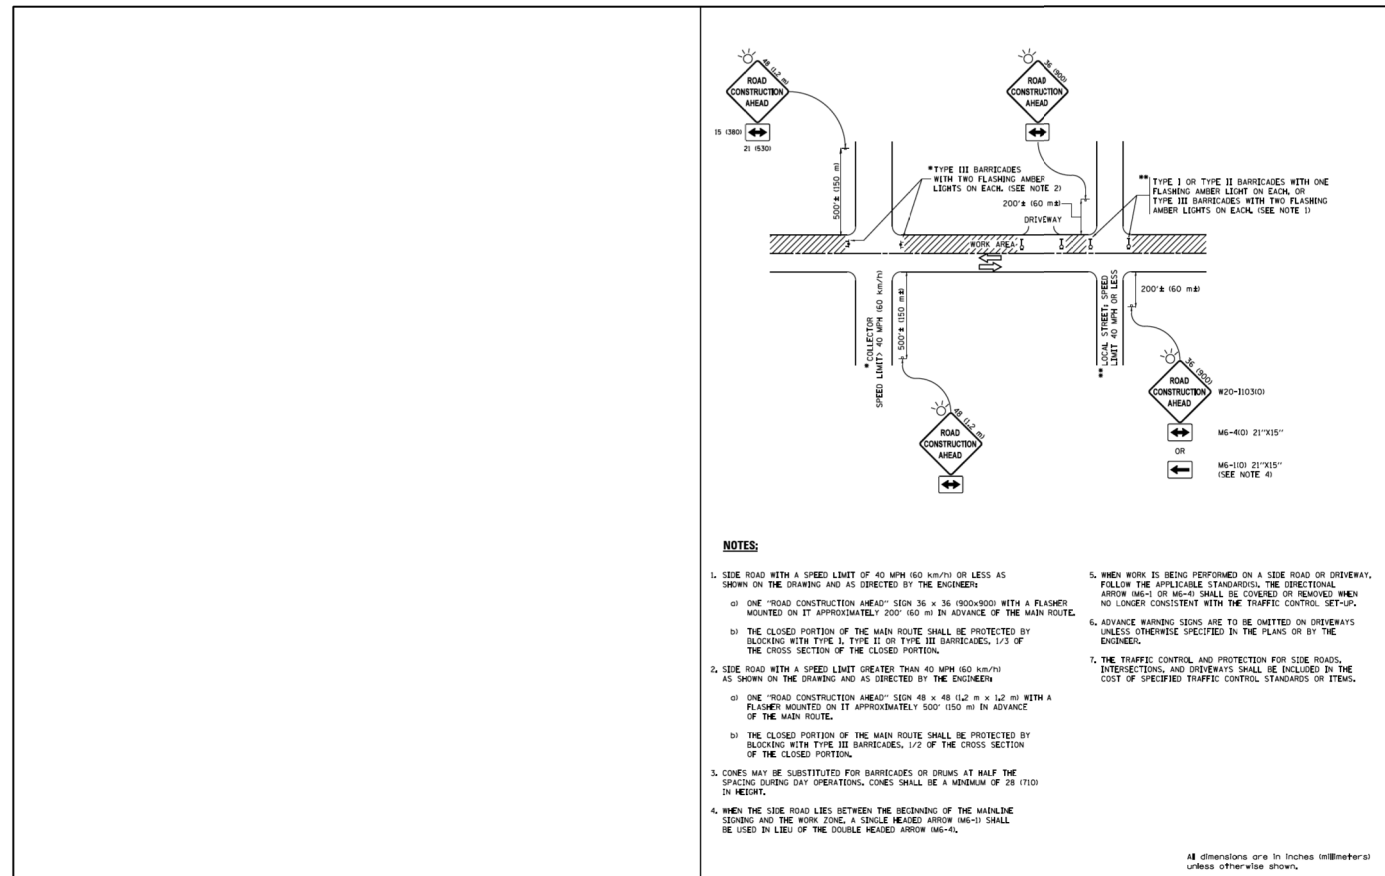 48 (1.2 m)
ROAD
CONSTRUCTION
AHEAD
15 (380)
21 (530)
36 (900)
ROAD
CONSTRUCTION
AHEAD
500'± (150 m)
*TYPE III BARRICADES
WITH TWO FLASHING AMBER
LIGHTS ON EACH. (SEE NOTE 2)
200'± (60 m±)
DRIVEWAY
** TYPE I OR TYPE II BARRICADES WITH ONE
FLASHING AMBER LIGHT ON EACH, OR
TYPE III BARRICADES WITH TWO FLASHING
AMBER LIGHTS ON EACH. (SEE NOTE 1)
WORK AREA
*COLLECTOR
SPEED LIMIT> 40 MPH (60 km/h)
500'± (150 m±)
** LOCAL STREET; SPEED
LIMIT 40 MPH OR LESS
200'± (60 m±)
36 (900)
ROAD
CONSTRUCTION
AHEAD
W20-1103(O)
M6-4(O) 21"X15"
OR
M6-1(O) 21"X15"
(SEE NOTE 4)
48 (1.2 m)
ROAD
CONSTRUCTION
AHEAD
NOTES:
1. SIDE ROAD WITH A SPEED LIMIT OF 40 MPH (60 km/h) OR LESS AS
SHOWN ON THE DRAWING AND AS DIRECTED BY THE ENGINEER:
a) ONE "ROAD CONSTRUCTION AHEAD" SIGN 36 x 36 (900x900) WITH A FLASHER
MOUNTED ON IT APPROXIMATELY 200' (60 m) IN ADVANCE OF THE MAIN ROUTE.
b) THE CLOSED PORTION OF THE MAIN ROUTE SHALL BE PROTECTED BY
BLOCKING WITH TYPE I, TYPE II OR TYPE III BARRICADES, 1/3 OF
THE CROSS SECTION OF THE CLOSED PORTION.
2. SIDE ROAD WITH A SPEED LIMIT GREATER THAN 40 MPH (60 km/h)
AS SHOWN ON THE DRAWING AND AS DIRECTED BY THE ENGINEER:
a) ONE "ROAD CONSTRUCTION AHEAD" SIGN 48 x 48 (1.2 m x 1.2 m) WITH A
FLASHER MOUNTED ON IT APPROXIMATELY 500' (150 m) IN ADVANCE
OF THE MAIN ROUTE.
b) THE CLOSED PORTION OF THE MAIN ROUTE SHALL BE PROTECTED BY
BLOCKING WITH TYPE III BARRICADES, 1/2 OF THE CROSS SECTION
OF THE CLOSED PORTION.
3. CONES MAY BE SUBSTITUTED FOR BARRICADES OR DRUMS AT HALF THE
SPACING DURING DAY OPERATIONS. CONES SHALL BE A MINIMUM OF 28 (710)
IN HEIGHT.
4. WHEN THE SIDE ROAD LIES BETWEEN THE BEGINNING OF THE MAINLINE
SIGNING AND THE WORK ZONE, A SINGLE HEADED ARROW (M6-1) SHALL
BE USED IN LIEU OF THE DOUBLE HEADED ARROW (M6-4).
5. WHEN WORK IS BEING PERFORMED ON A SIDE ROAD OR DRIVEWAY,
FOLLOW THE APPLICABLE STANDARD(S). THE DIRECTIONAL
ARROW (M6-1 OR M6-4) SHALL BE COVERED OR REMOVED WHEN
NO LONGER CONSISTENT WITH THE TRAFFIC CONTROL SET-UP.
6. ADVANCE WARNING SIGNS ARE TO BE OMITTED ON DRIVEWAYS
UNLESS OTHERWISE SPECIFIED IN THE PLANS OR BY THE
ENGINEER.
7. THE TRAFFIC CONTROL AND PROTECTION FOR SIDE ROADS,
INTERSECTIONS, AND DRIVEWAYS SHALL BE INCLUDED IN THE
COST OF SPECIFIED TRAFFIC CONTROL STANDARDS OR ITEMS.
All dimensions are in inches (millimeters)
unless otherwise shown.